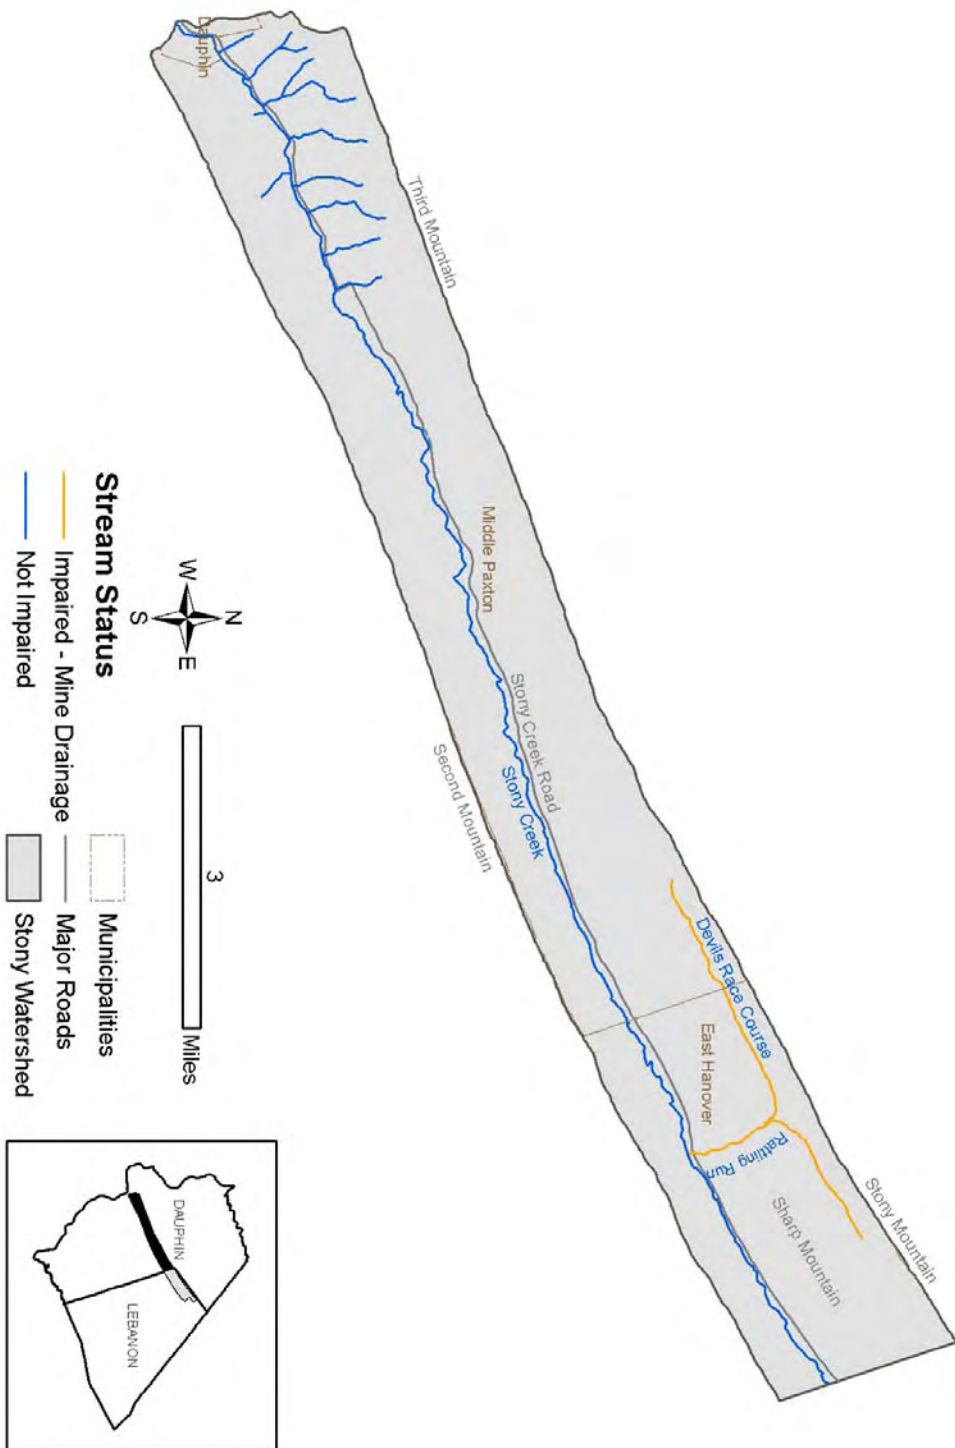 Dauphin
Third Mountain
Middle Paxton
Stony Creek Road
Stony Creek
Second Mountain
Devils Race Course
East Hanover
Rattling Run
Sharp Mountain
Stony Mountain
Stream Status
Impaired - Mine Drainage
Not Impaired
Municipalities
Major Roads
Stony Watershed
N
W
E
S
3
Miles
DAUPHIN
LEBANON